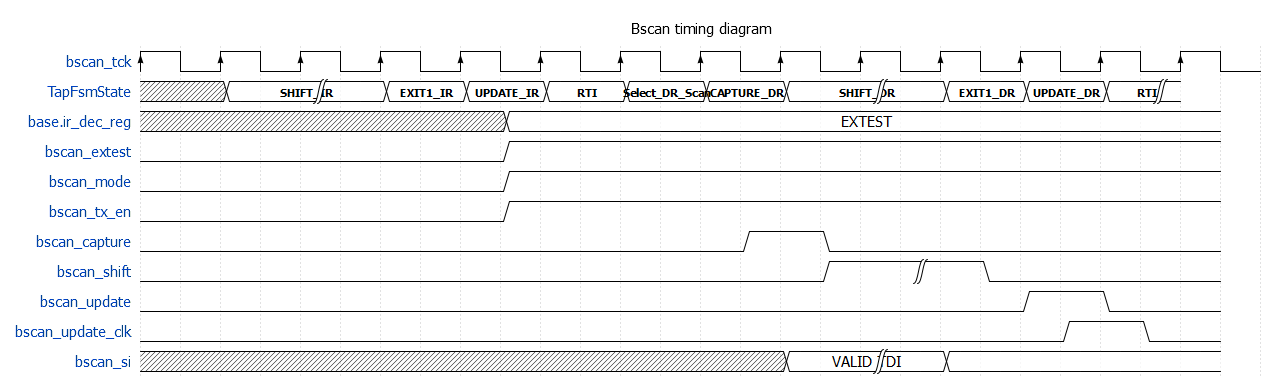 Bscan timing diagram
bscan_tck
TapFsmState SHIFT_IR EXIT1_IR UPDATE_IR RTI Select_DR_Scan CAPTURE_DR SHIFT_DR EXIT1_DR UPDATE_DR RTI
base.ir_dec_reg EXTEST
bscan_extest
bscan_mode
bscan_tx_en
bscan_capture
bscan_shift
bscan_update
bscan_update_clk
bscan_si VALID TDI